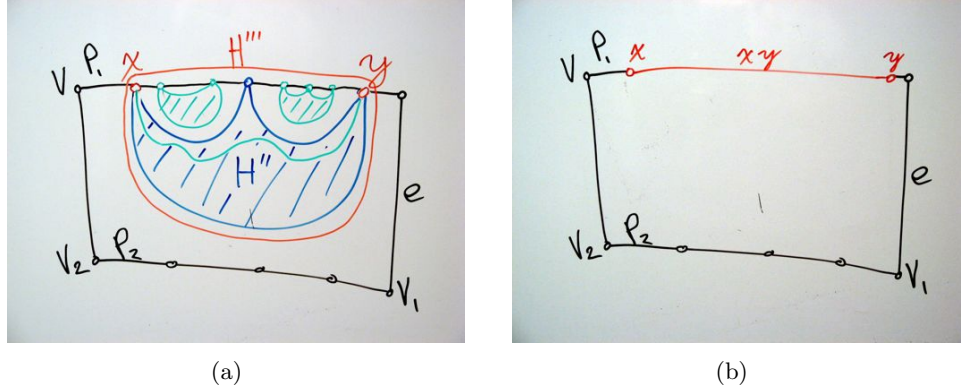 H'''
V P₁ x y
H''
e
V₂ P₂
V₁
(a)
V P₁ x xy y
e
V₂ P₂
V₁
(b)